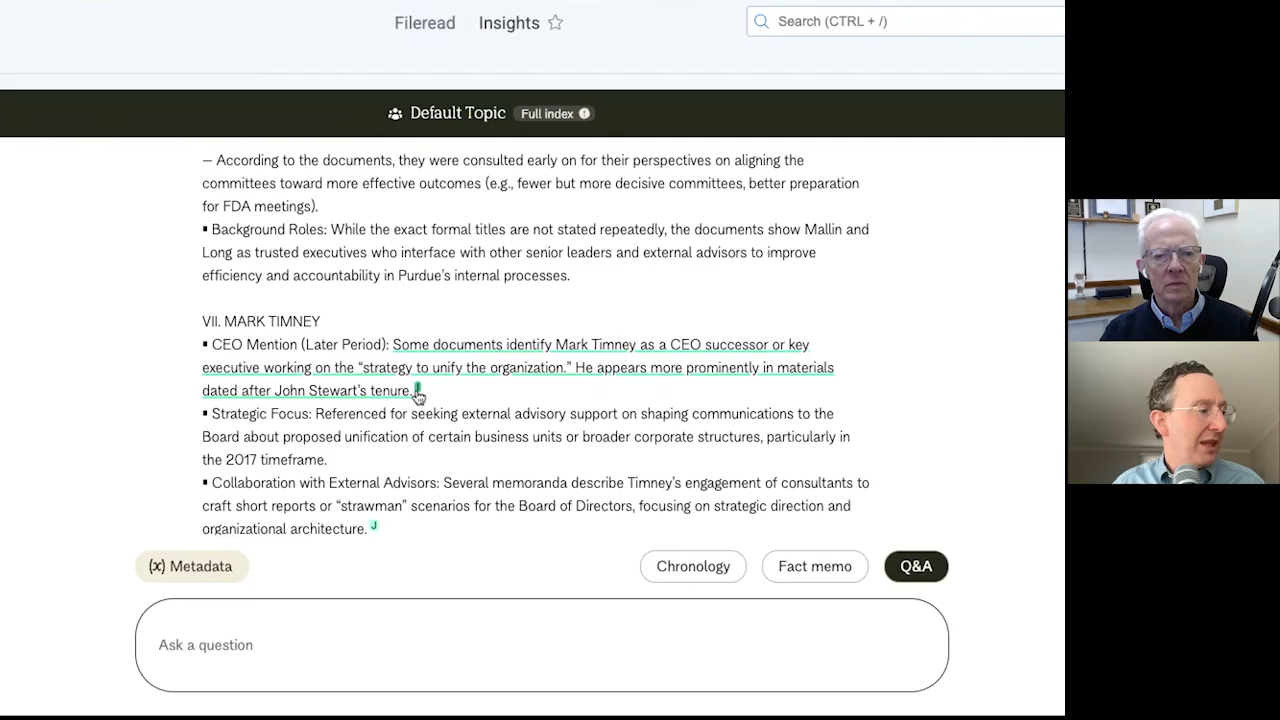 Fileread Insights
Search (CTRL + /)
Default Topic Full index
– According to the documents, they were consulted early on for their perspectives on aligning the
committees toward more effective outcomes (e.g., fewer but more decisive committees, better preparation
for FDA meetings).
▪ Background Roles: While the exact formal titles are not stated repeatedly, the documents show Mallin and
Long as trusted executives who interface with other senior leaders and external advisors to improve
efficiency and accountability in Purdue's internal processes.
VII. MARK TIMNEY
▪ CEO Mention (Later Period): Some documents identify Mark Timney as a CEO successor or key
executive working on the “strategy to unify the organization.” He appears more prominently in materials
dated after John Stewart's tenure. J
▪ Strategic Focus: Referenced for seeking external advisory support on shaping communications to the
Board about proposed unification of certain business units or broader corporate structures, particularly in
the 2017 timeframe.
▪ Collaboration with External Advisors: Several memoranda describe Timney's engagement of consultants to
craft short reports or “strawman” scenarios for the Board of Directors, focusing on strategic direction and
organizational architecture. J
(x) Metadata Chronology Fact memo Q&A
Ask a question